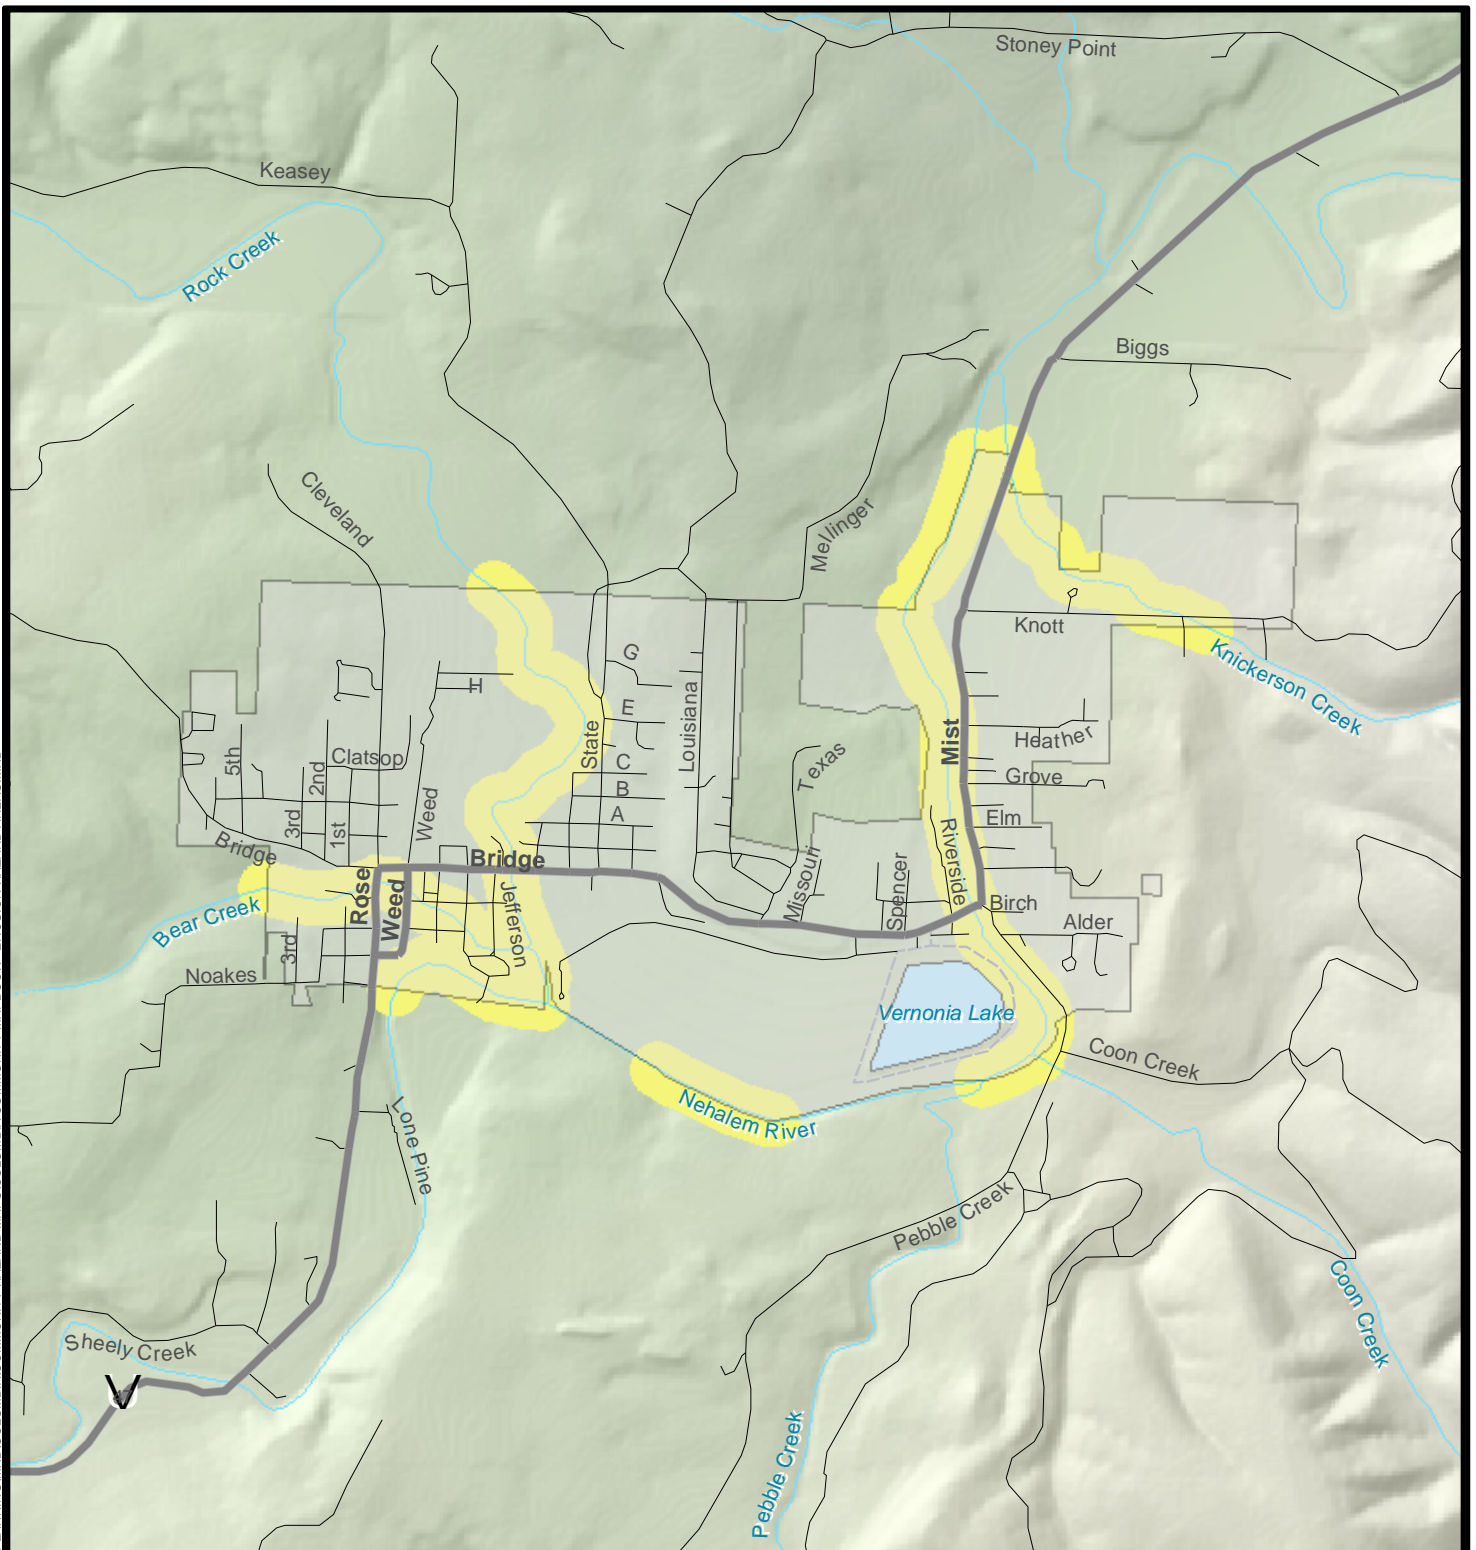 Stoney Point
Keasey
Rock Creek
Biggs
Cleveland
Mellinger
Knott
Knickerson Creek
G
H
E
Louisiana
State
Mist
Heather
5th
2nd
Clatsop
C
Texas
Grove
B
Weed
A
3rd
1st
Elm
Bridge
Bridge
Riverside
Missouri
Spencer
Rose
Weed
Jefferson
Birch
Bear Creek
Alder
3rd
Noakes
Vernonia Lake
Coon Creek
Nehalem River
Lone Pine
Pebble Creek
Coon Creek
Sheely Creek
V
Pebble Creek